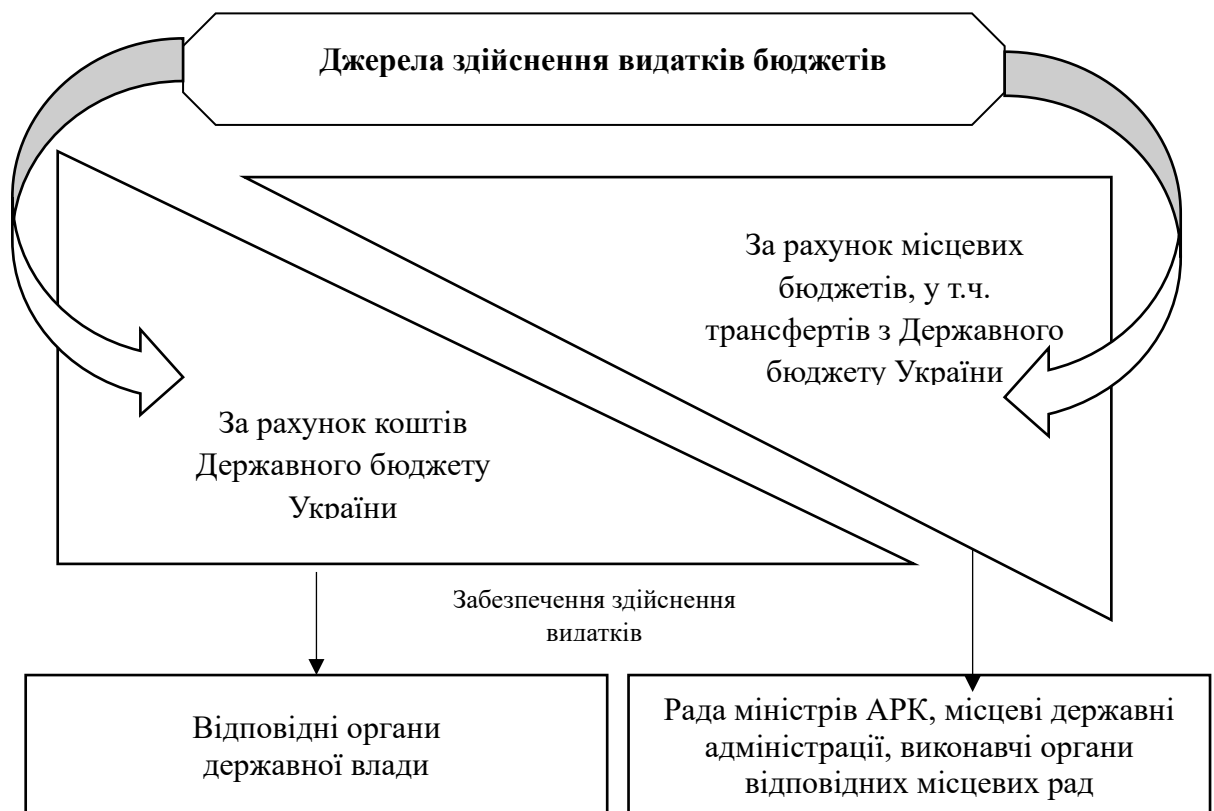 Джерела здійснення видатків бюджетів
За рахунок місцевих
бюджетів, у т.ч.
трансфертів з Державного
бюджету України
За рахунок коштів
Державного бюджету
України
Забезпечення здійснення
видатків
Відповідні органи
державної влади
Рада міністрів АРК, місцеві державні
адміністрації, виконавчі органи
відповідних місцевих рад